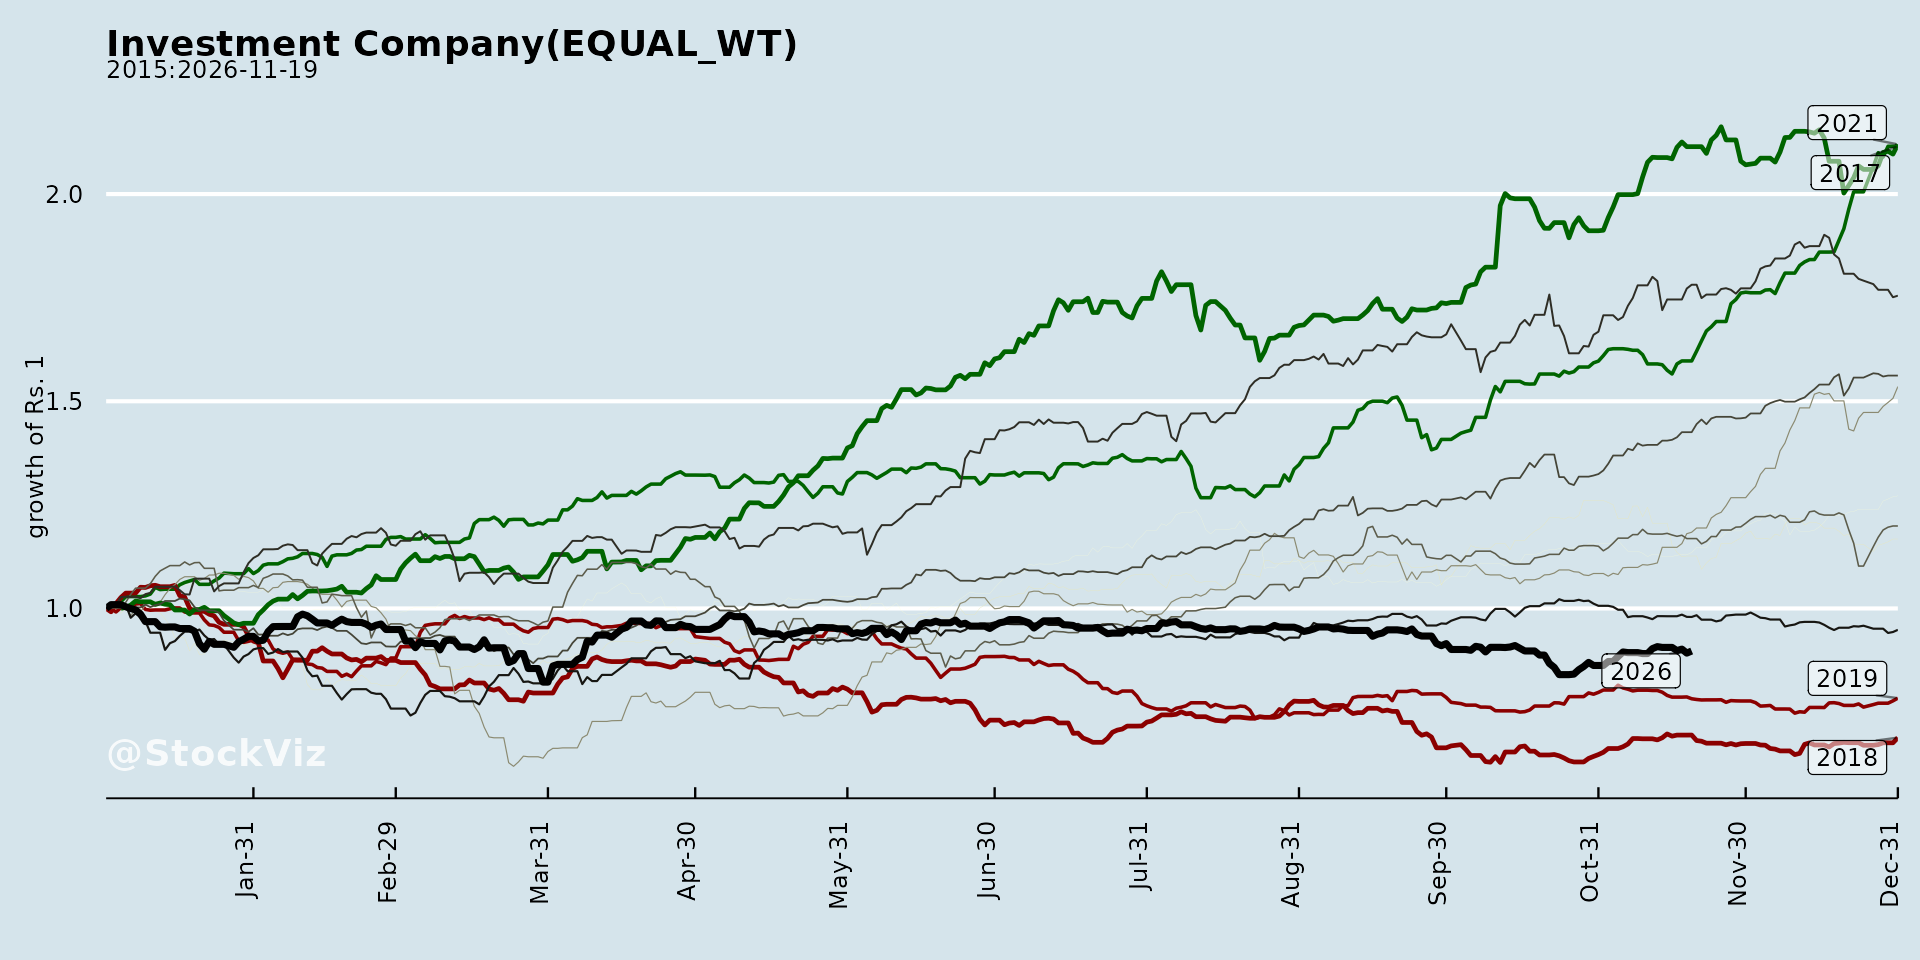 Investment Company(EQUAL_WT)
2015:2026-11-19
2021
2017
2.0
1.5
1.0
growth of Rs. 1
2026
2019
2018
@StockViz
Jan-31
Feb-29
Mar-31
Apr-30
May-31
Jun-30
Jul-31
Aug-31
Sep-30
Oct-31
Nov-30
Dec-31